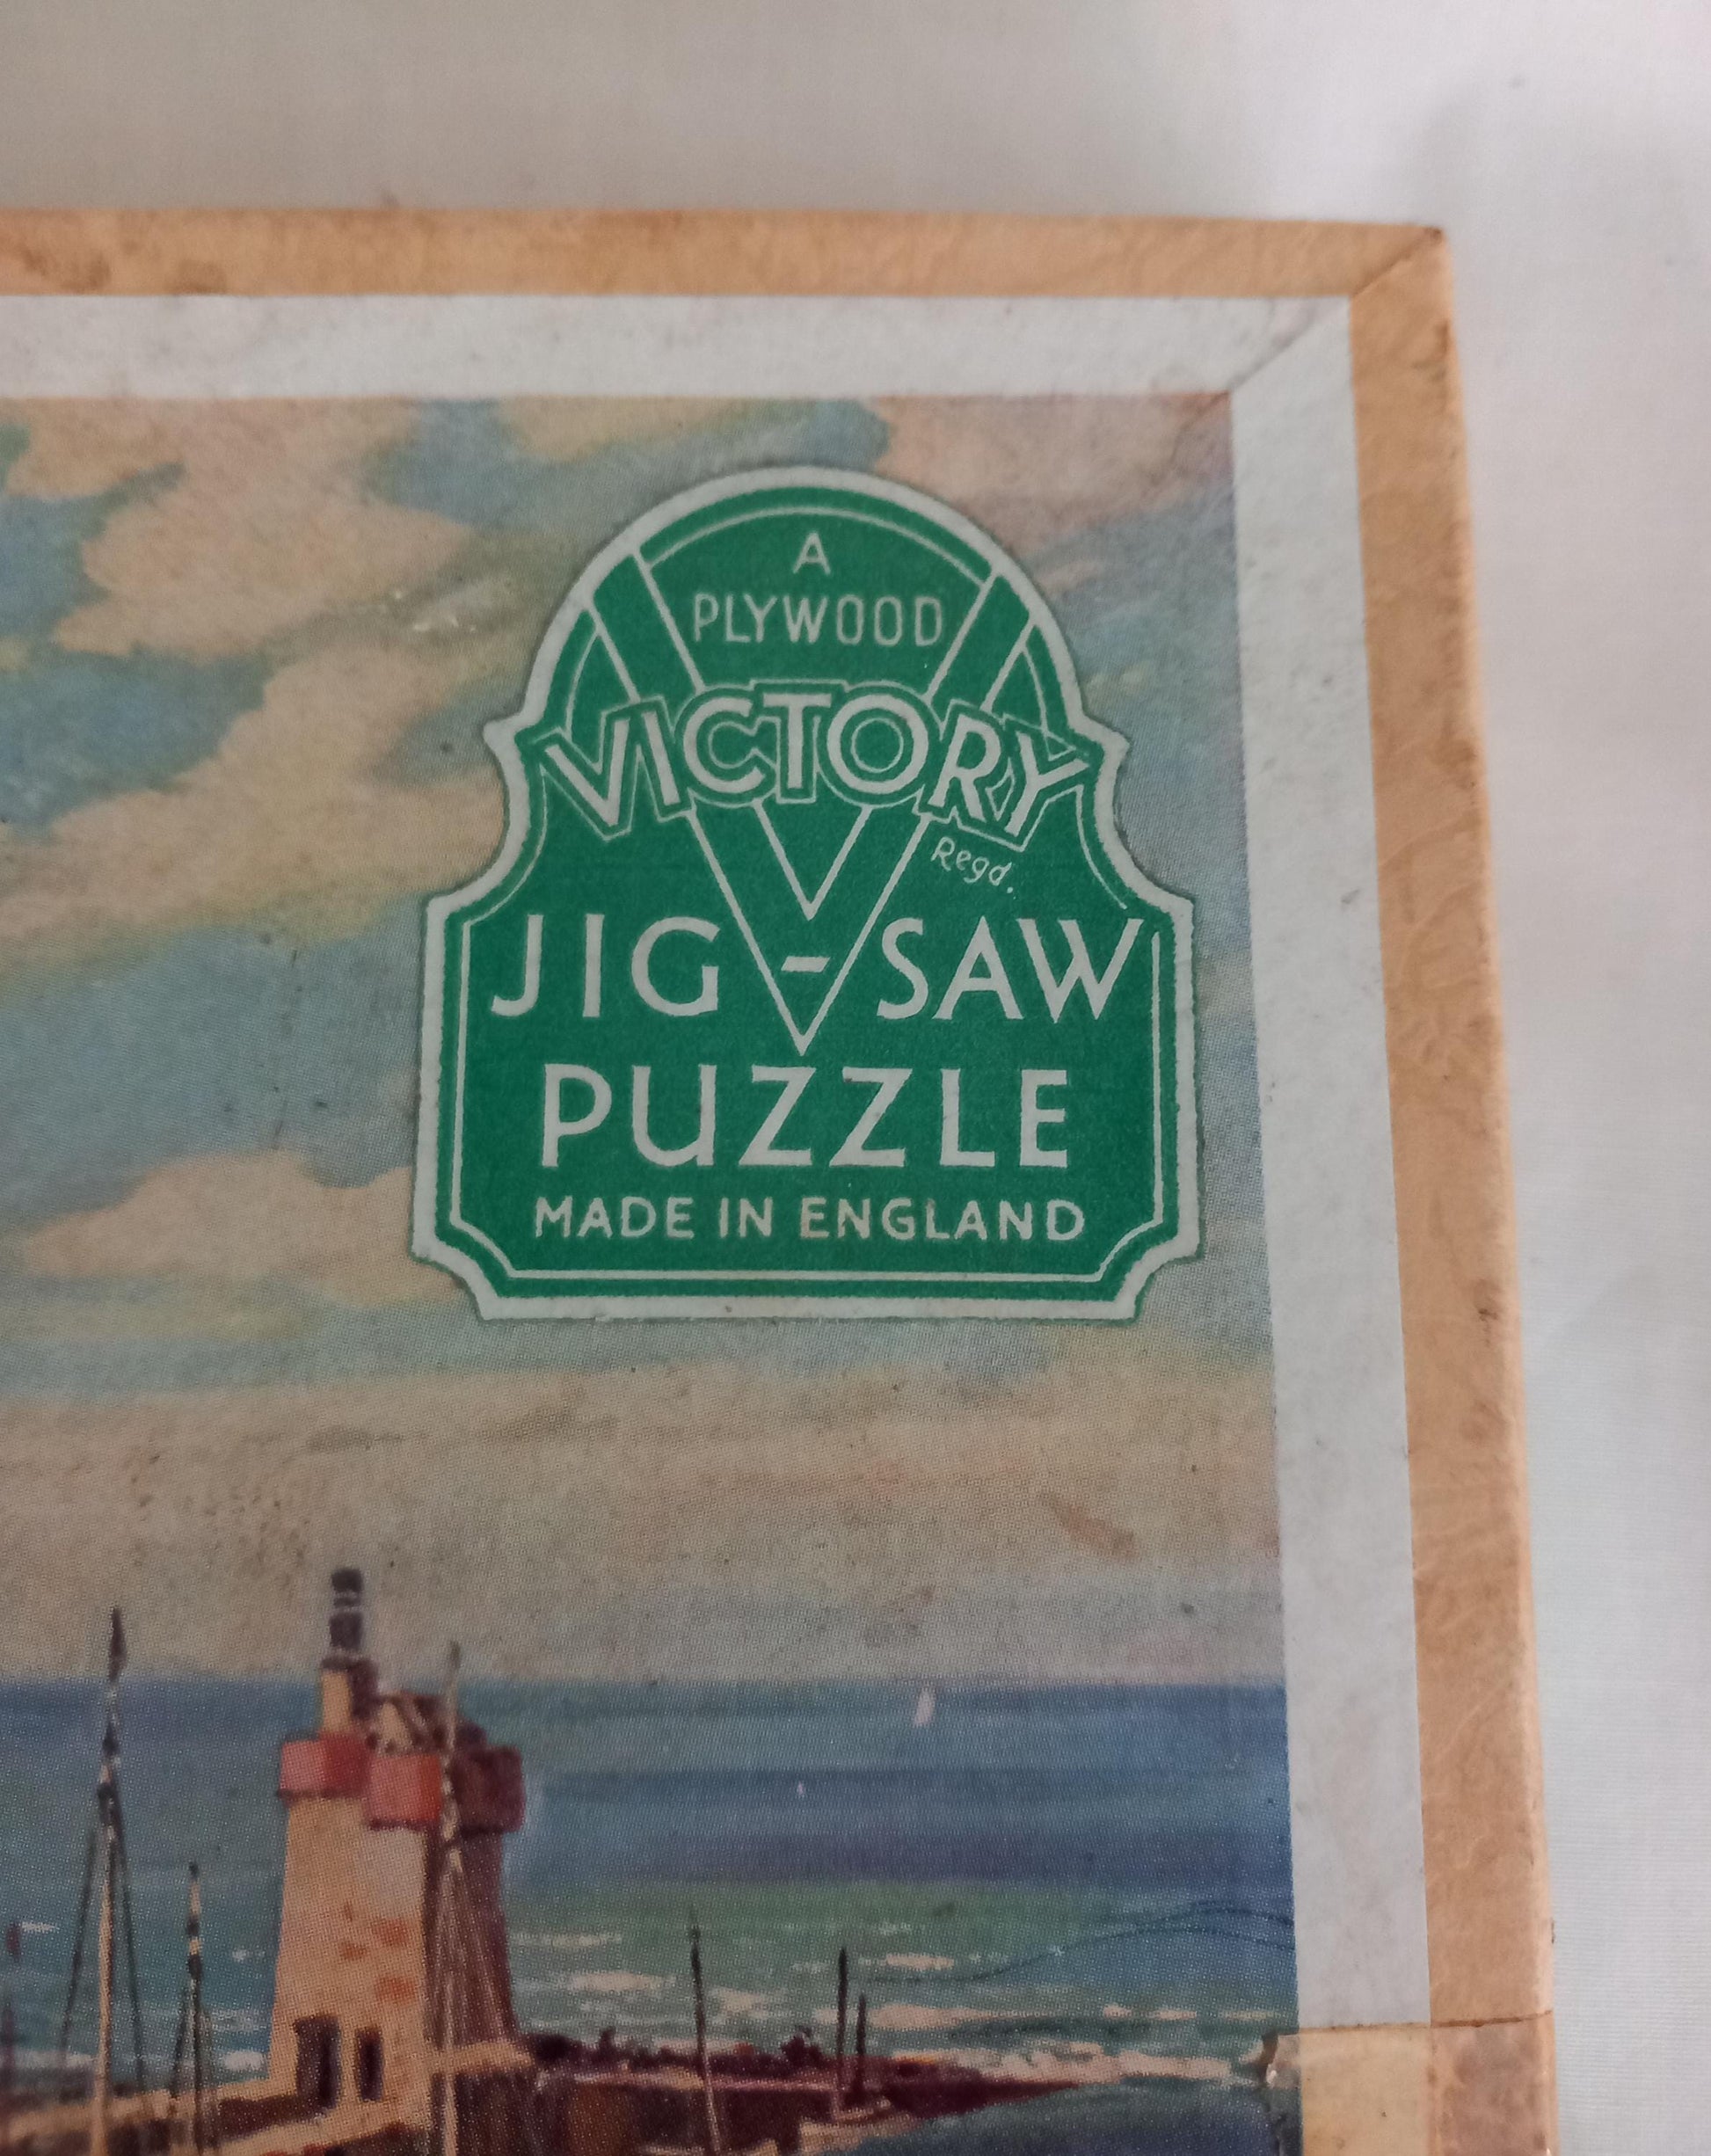 A
PLYWOOD
VICTORY
Regd.
JIG-SAW
PUZZLE
MADE IN ENGLAND